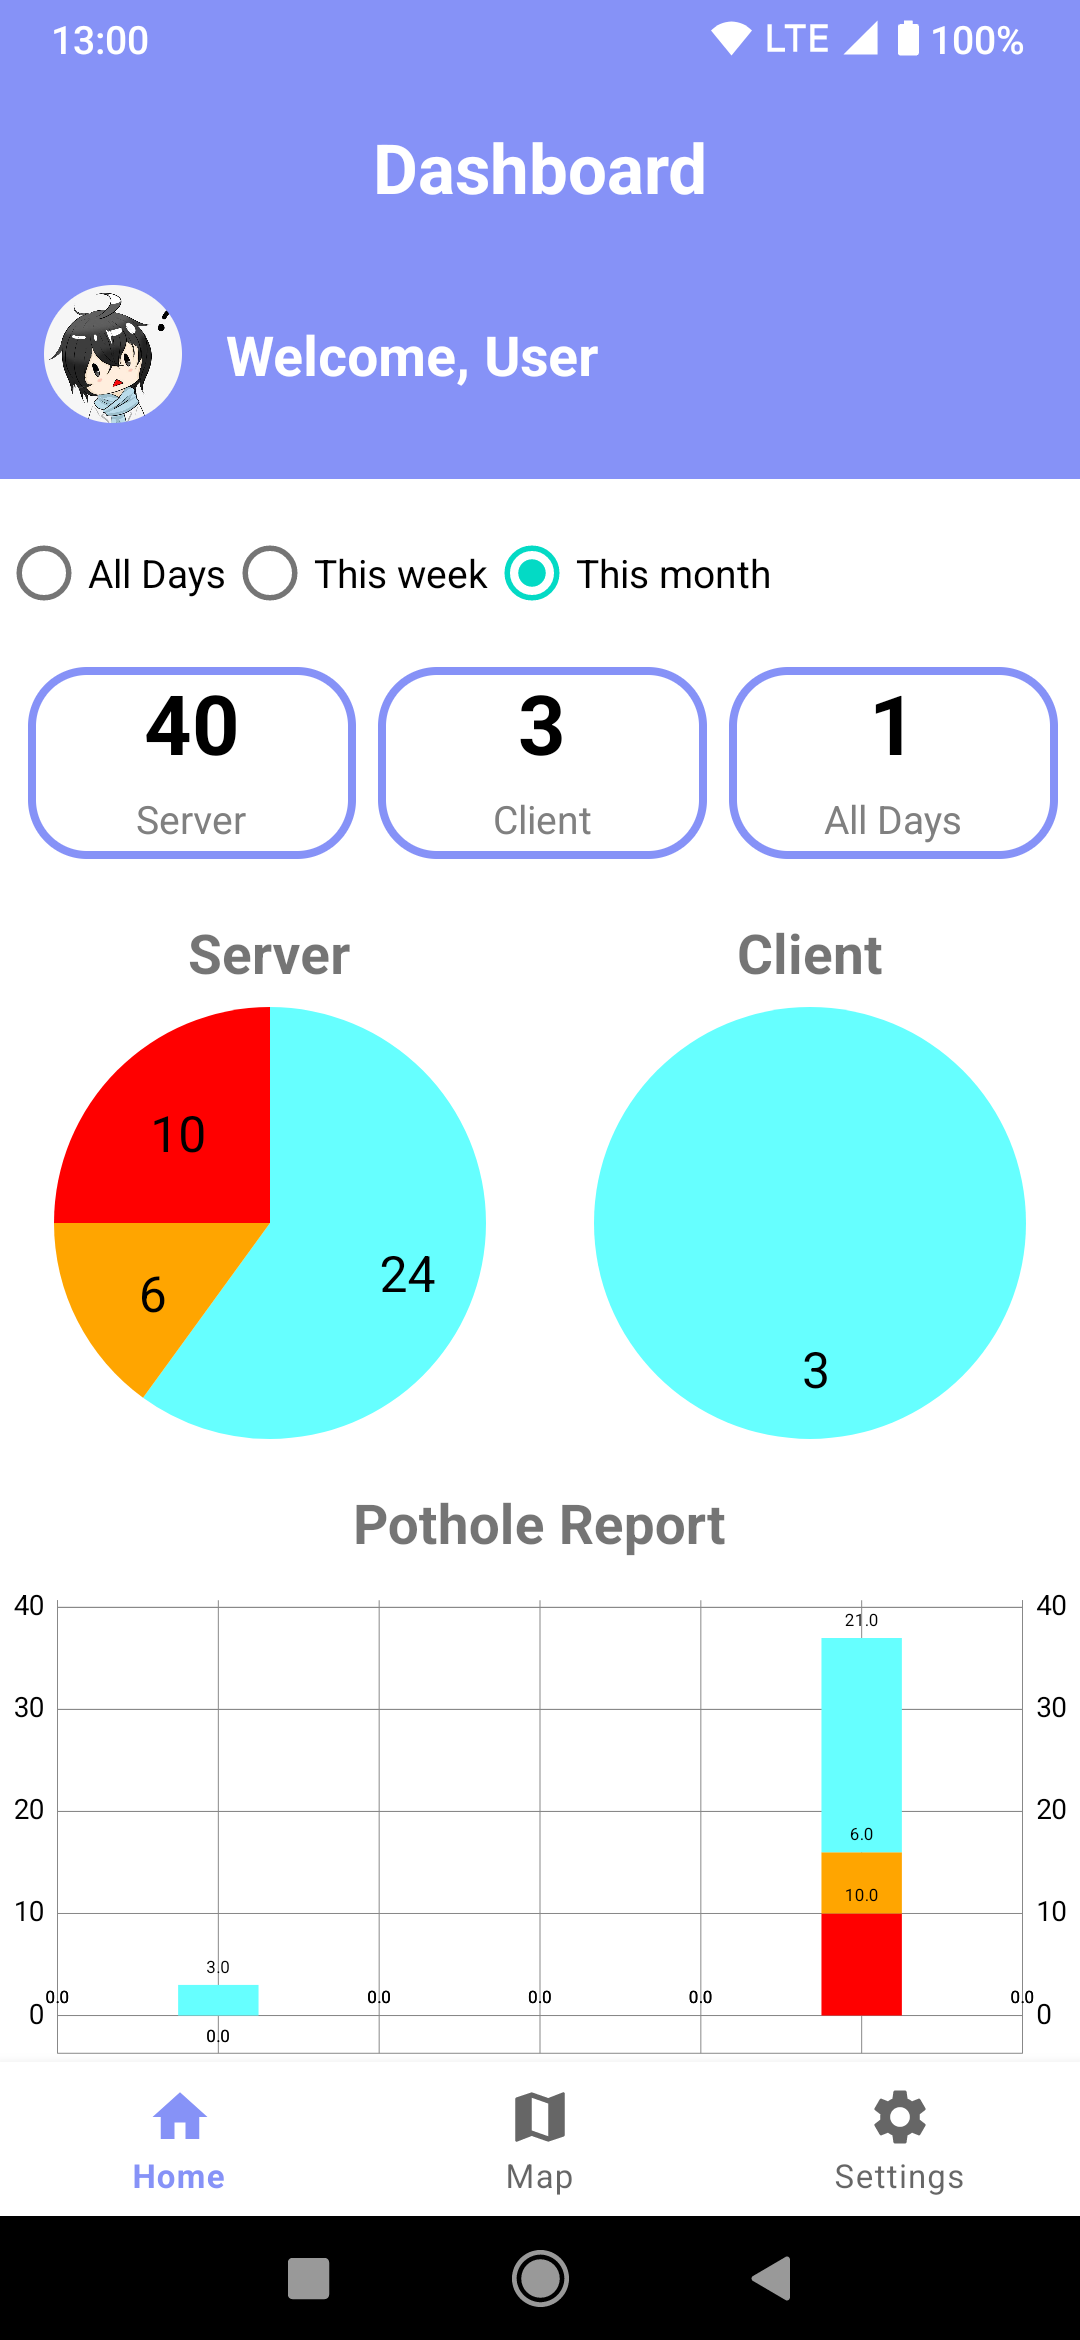 13:00 LTE 100%
Dashboard
Welcome, User
All Days This week This month
40 3 1
Server Client All Days
Server Client
10
24
6
3
Pothole Report
40 40
21.0
30 30
20 20
6.0
10.0
10 10
3.0
0.0 0.0 0.0 0.0 0.0
0 0
0.0
Home Map Settings